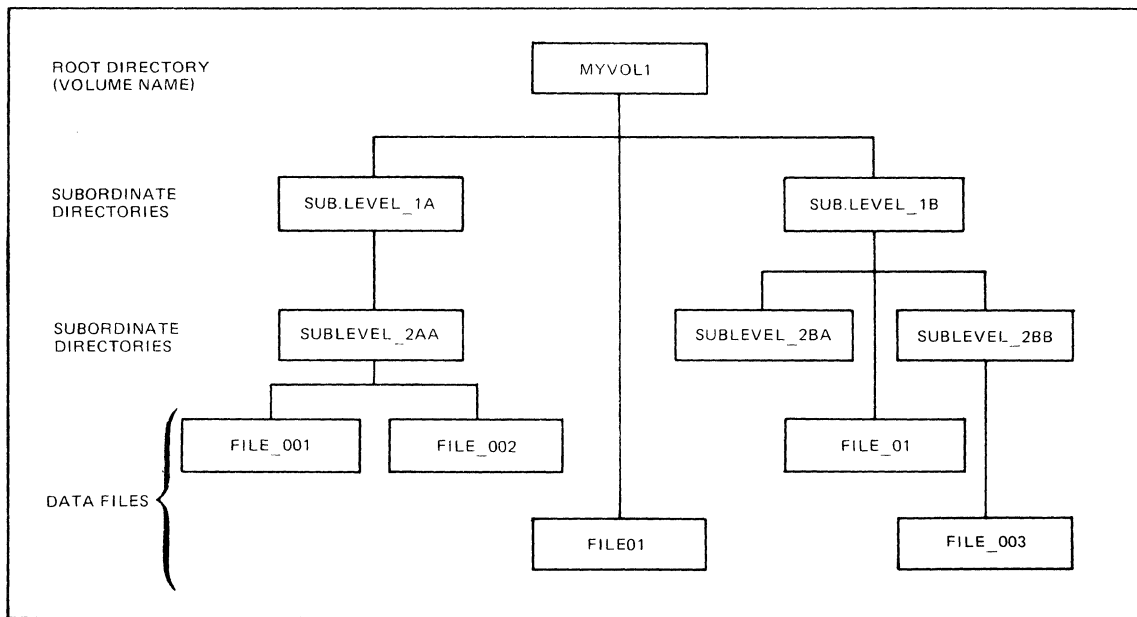 ROOT DIRECTORY
(VOLUME NAME)
MYVOL1
SUBORDINATE
DIRECTORIES
SUB.LEVEL_1A
SUB.LEVEL_1B
SUBORDINATE
DIRECTORIES
SUBLEVEL_2AA
SUBLEVEL_2BA
SUBLEVEL_2BB
FILE_001
FILE_002
FILE_01
DATA FILES
FILE01
FILE_003